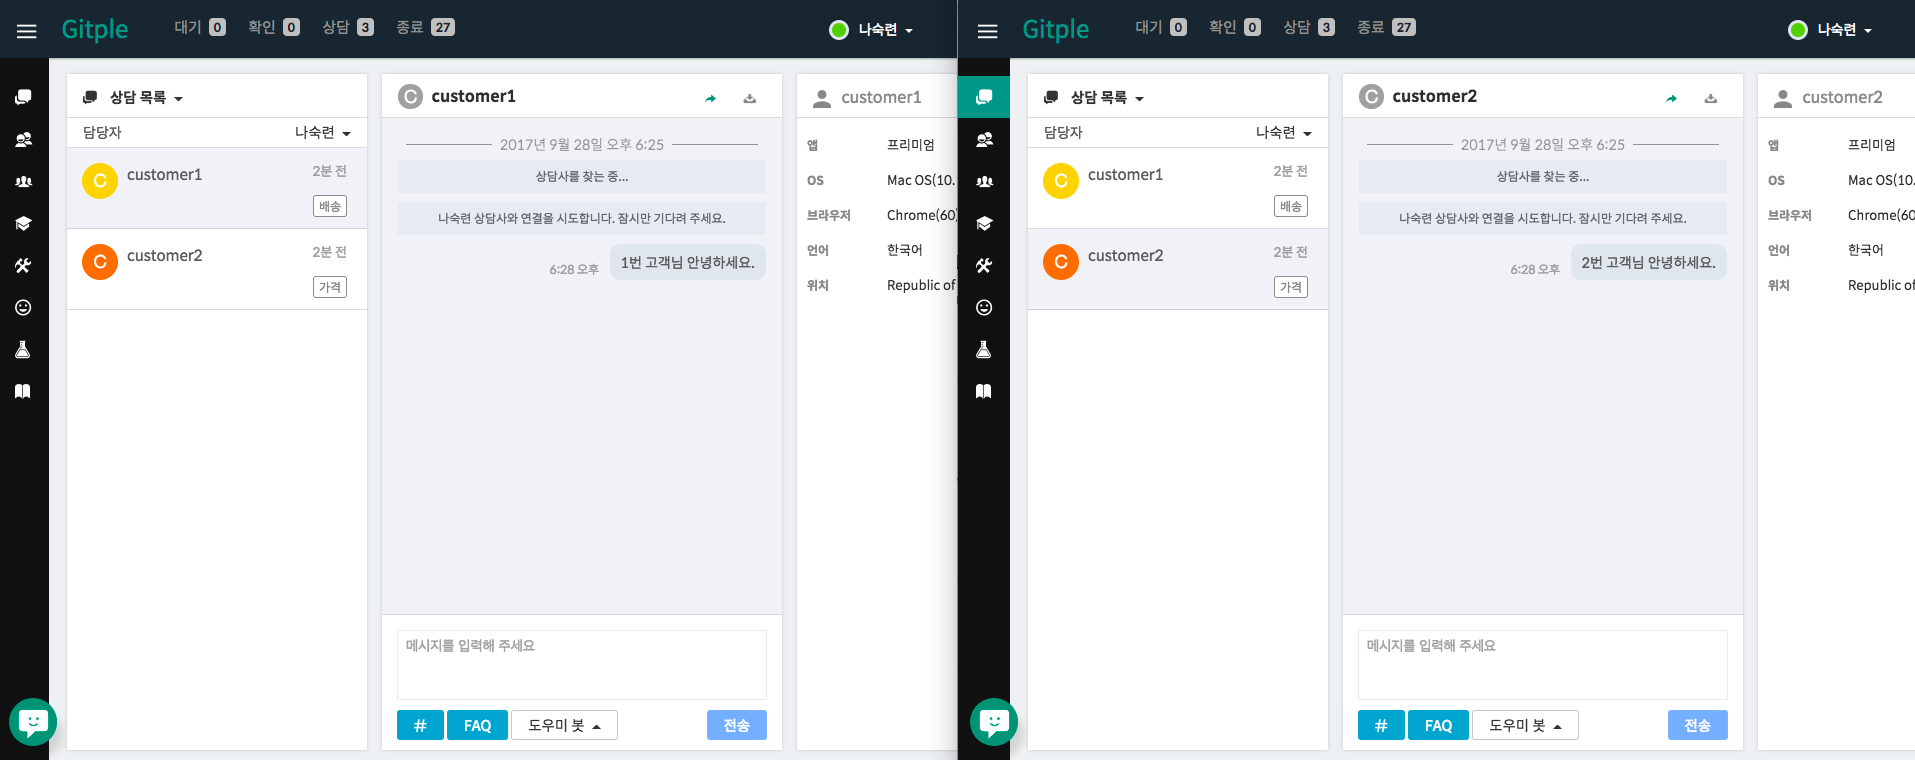 Gitple 대기 0 확인 0 상담 3 종료 27 나숙련
상담 목록
담당자 나숙련
C customer1 2분 전
배송
C customer2 2분 전
가격
C customer1
2017년 9월 28일 오후 6:25
상담사를 찾는 중...
나숙련 상담사와 연결을 시도합니다. 잠시만 기다려 주세요.
6:28 오후 1번 고객님 안녕하세요.
메시지를 입력해 주세요
# FAQ 도우미 봇 전송
customer1
앱 프리미엄
OS Mac OS(10.
브라우저 Chrome(60)
언어 한국어
위치 Republic of
Gitple 대기 0 확인 0 상담 3 종료 27 나숙련
상담 목록
담당자 나숙련
C customer1 2분 전
배송
C customer2 2분 전
가격
C customer2
2017년 9월 28일 오후 6:25
상담사를 찾는 중...
나숙련 상담사와 연결을 시도합니다. 잠시만 기다려 주세요.
6:28 오후 2번 고객님 안녕하세요.
메시지를 입력해 주세요
# FAQ 도우미 봇 전송
customer2
앱 프리미엄
OS Mac OS(10.
브라우저 Chrome(60
언어 한국어
위치 Republic of